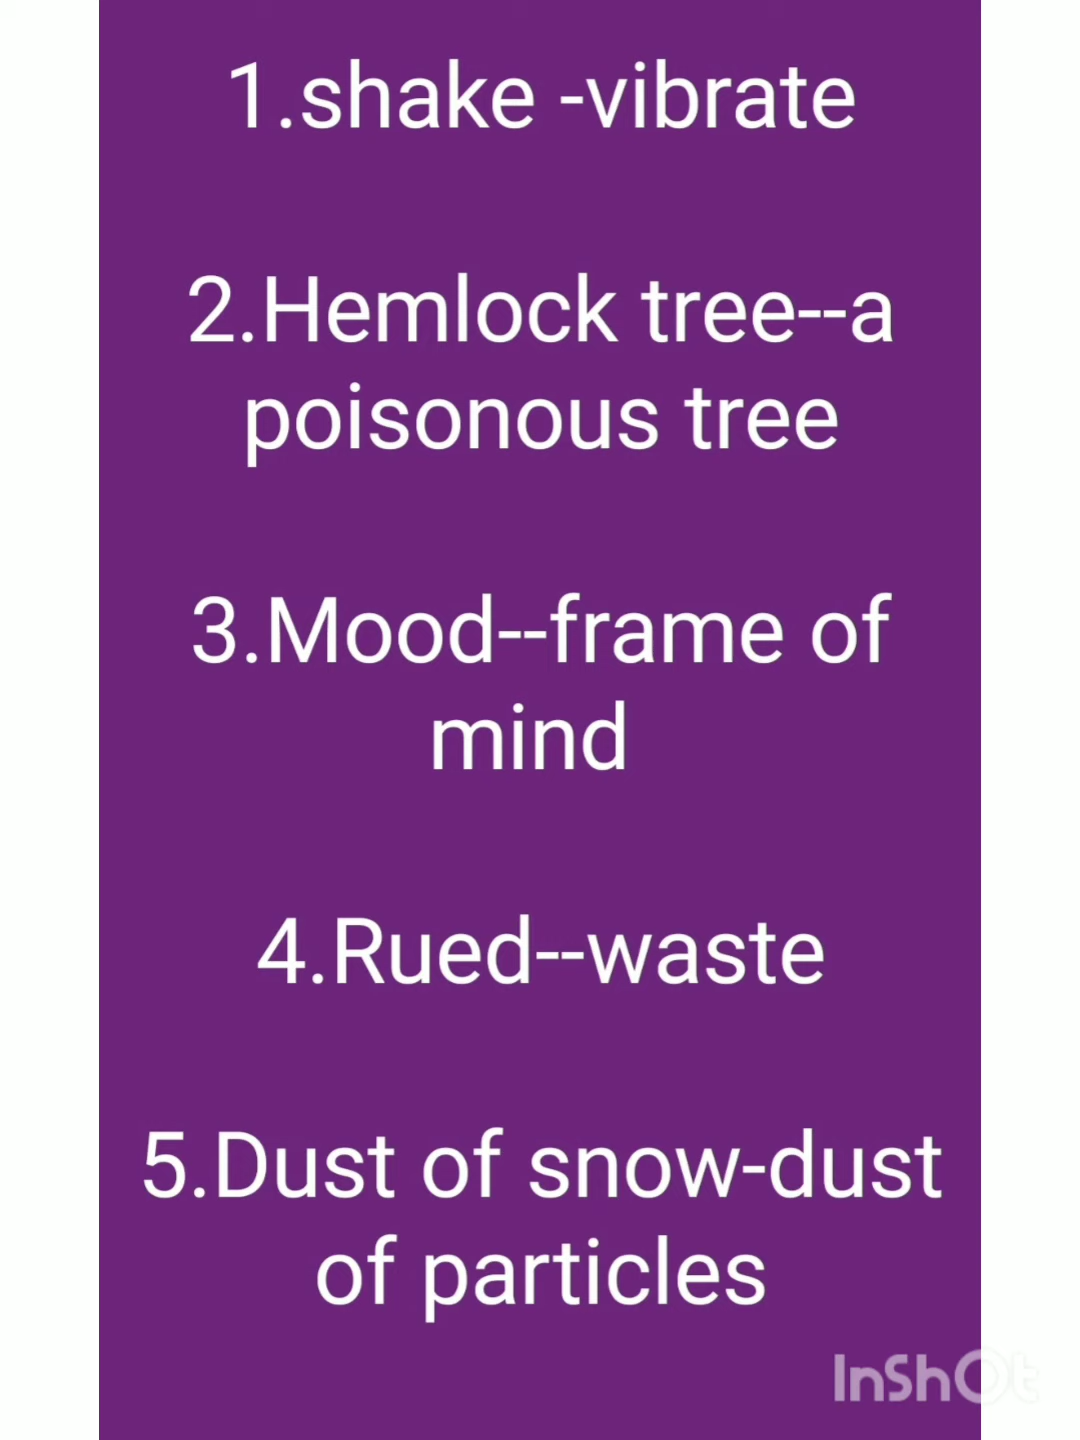 1.shake -vibrate
2.Hemlock tree--a
poisonous tree
3.Mood--frame of
mind
4.Rued--waste
5.Dust of snow-dust
of particles
InShOt